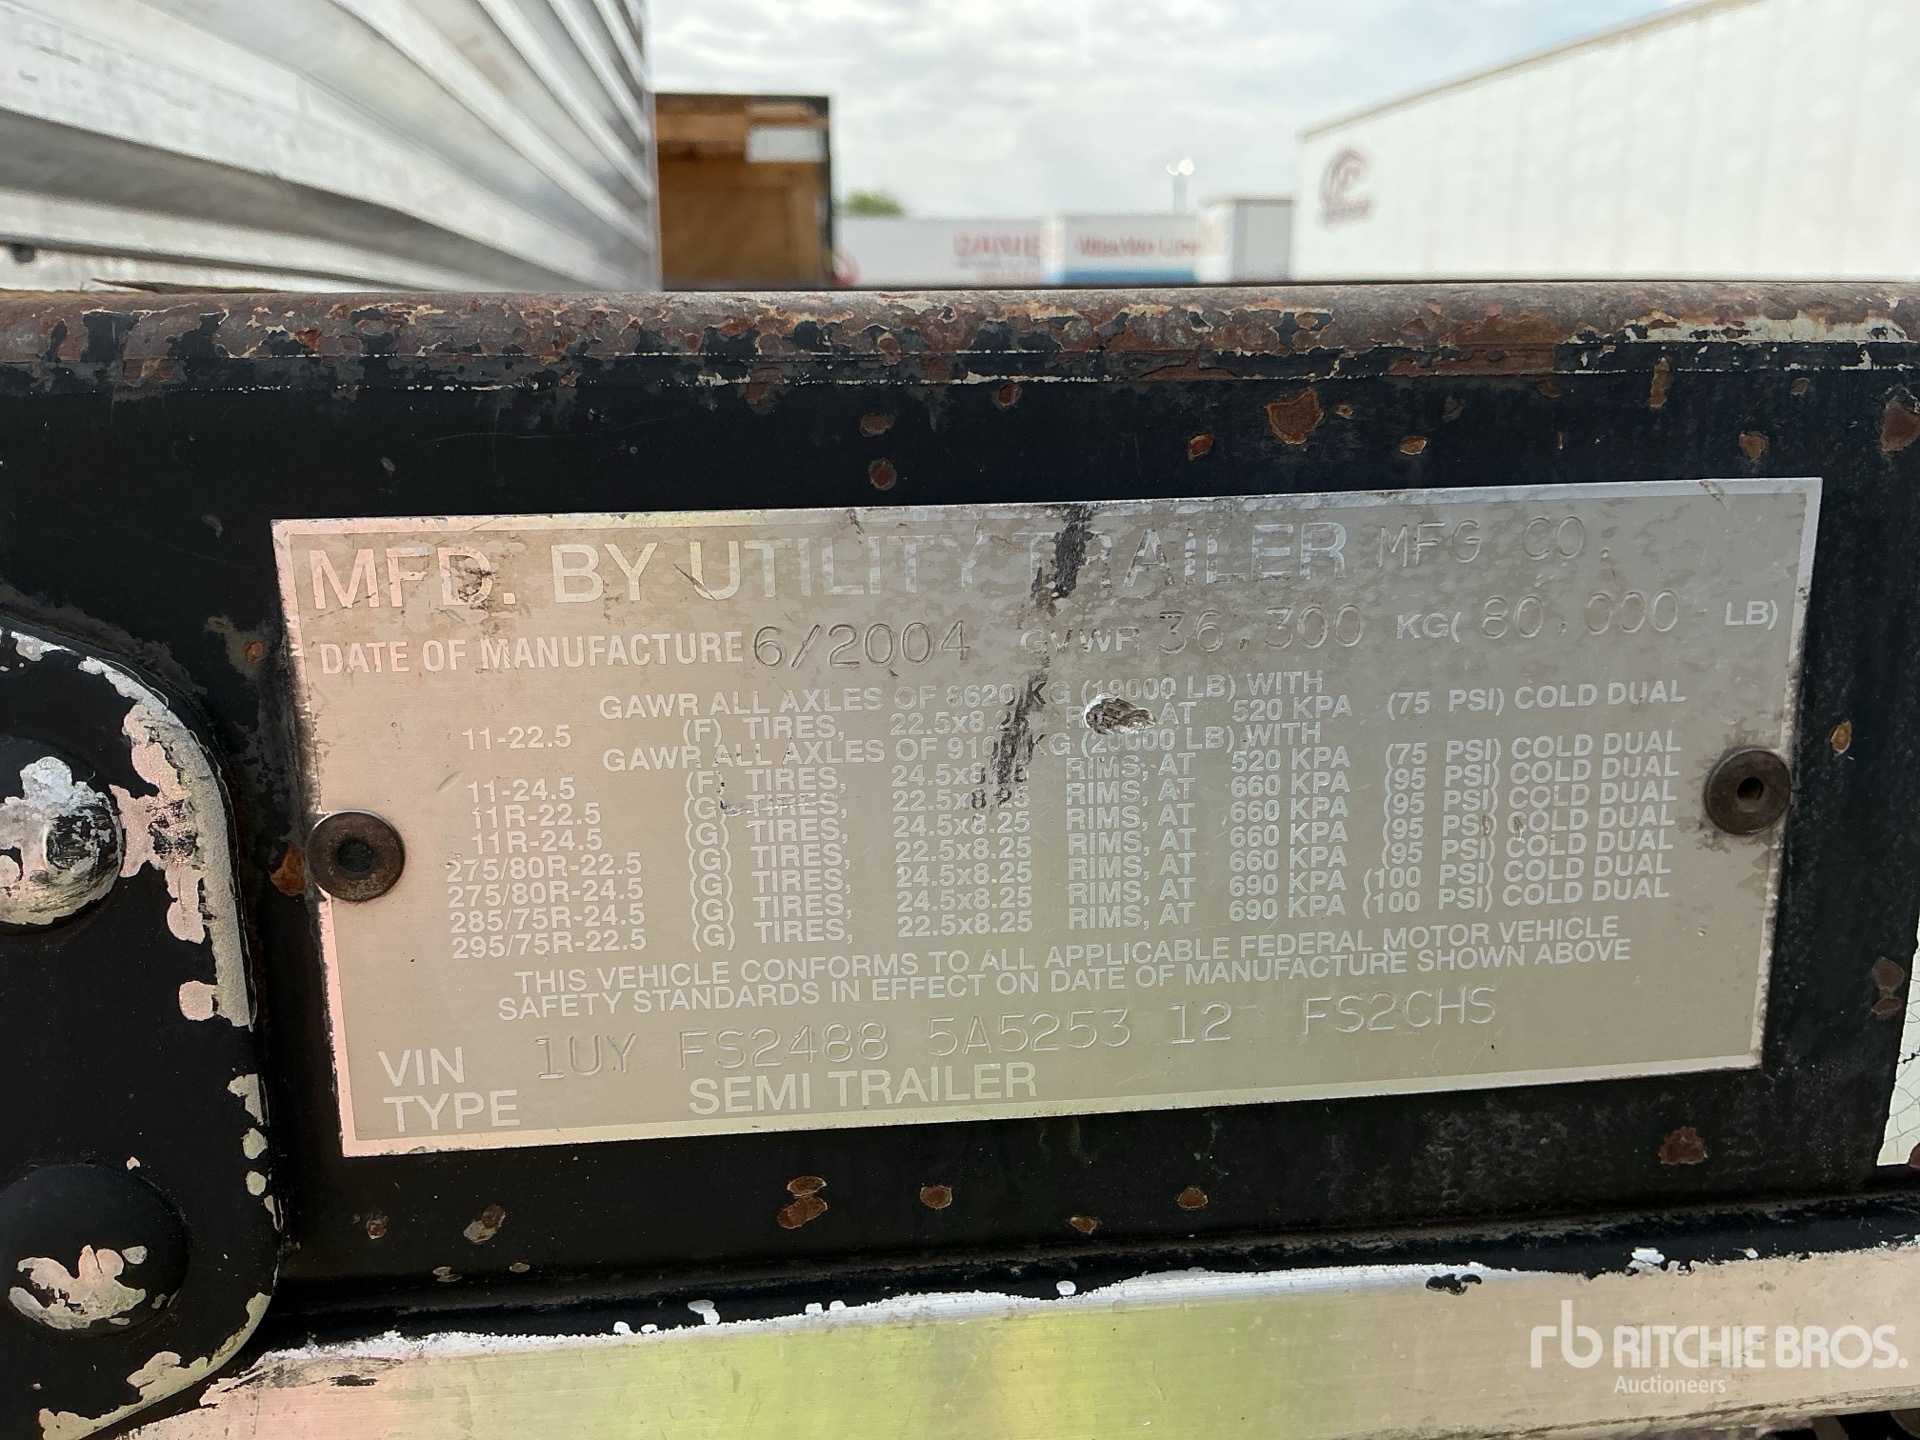 MFD. BY UTILITY TRAILER MFG CO.
DATE OF MANUFACTURE 6/2004 GVWR 36,300 KG( 80,000 LB)
GAWR ALL AXLES OF 8620 KG (19000 LB) WITH
11-22.5 (F) TIRES, 22.5x8.25 AT 520 KPA (75 PSI) COLD DUAL
GAWR ALL AXLES OF 9100 KG (20000 LB) WITH
11-24.5 (F) TIRES, 24.5x8.25 RIMS, AT 520 KPA (75 PSI) COLD DUAL
11R-22.5 (G) TIRES, 22.5x8.25 RIMS, AT 660 KPA (95 PSI) COLD DUAL
11R-24.5 (G) TIRES, 24.5x8.25 RIMS, AT 660 KPA (95 PSI) COLD DUAL
275/80R-22.5 (G) TIRES, 22.5x8.25 RIMS, AT 660 KPA (95 PSI) COLD DUAL
275/80R-24.5 (G) TIRES, 24.5x8.25 RIMS, AT 660 KPA (95 PSI) COLD DUAL
285/75R-24.5 (G) TIRES, 24.5x8.25 RIMS, AT 690 KPA (100 PSI) COLD DUAL
295/75R-22.5 (G) TIRES, 22.5x8.25 RIMS, AT 690 KPA (100 PSI) COLD DUAL
THIS VEHICLE CONFORMS TO ALL APPLICABLE FEDERAL MOTOR VEHICLE
SAFETY STANDARDS IN EFFECT ON DATE OF MANUFACTURE SHOWN ABOVE
VIN 1UY FS2488 5A5253 12 FS2CHS
TYPE SEMI TRAILER
rb RITCHIE BROS.
Auctioneers